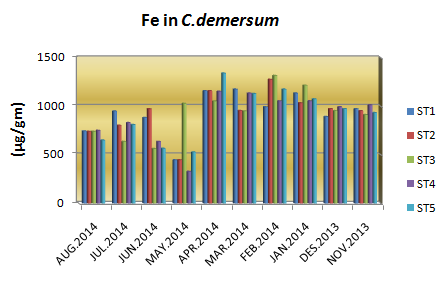 Fe in C.demersum
(µg/gm)
1500
1000
500
0
AUG.2014
JUL.2014
JUN.2014
MAY.2014
APR.2014
MAR.2014
FEB.2014
JAN.2014
DES.2013
NOV.2013
ST1
ST2
ST3
ST4
ST5